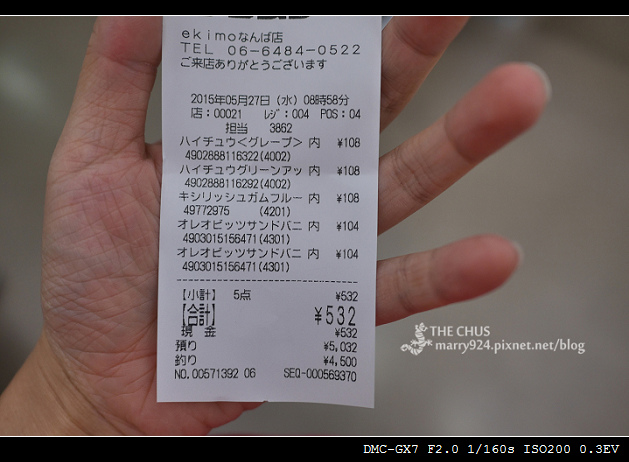 ekimoなんば店
TEL 06-6484-0522
ご来店ありがとうございます
2015年05月27日(水) 08時58分
店:00021 レジ:004 POS:04
担当 3862
ハイチュウ<グレープ> 内 ¥108
4902888116322(4002)
ハイチュウグリーンアッ 内 ¥108
4902888116292(4002)
キシリッシュガムフルー 内 ¥108
49772975 (4201)
オレオビッツサンドバニ 内 ¥104
4903015156471(4301)
オレオビッツサンドバニ 内 ¥104
4903015156471(4301)
【小計】 5点 ¥532
【合計】 ¥532
現 金 ¥532
預り ¥5,032
釣り ¥4,500
NO.00571392 06 SEQ-000569370
THE CHUS
marry924.pixnet.net/blog
DMC-GX7 F2.0 1/160s ISO200 0.3EV